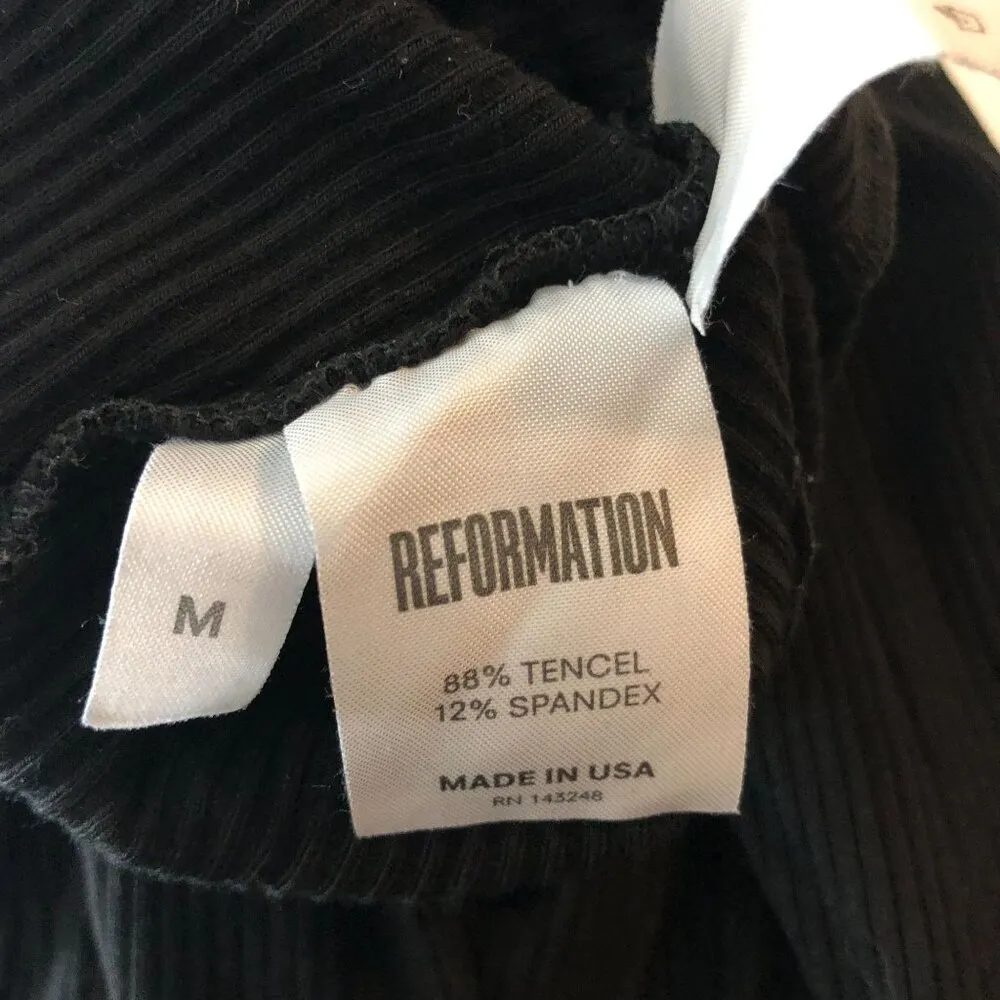 M
REFORMATION
88% TENCEL
12% SPANDEX
MADE IN USA
RN 143248